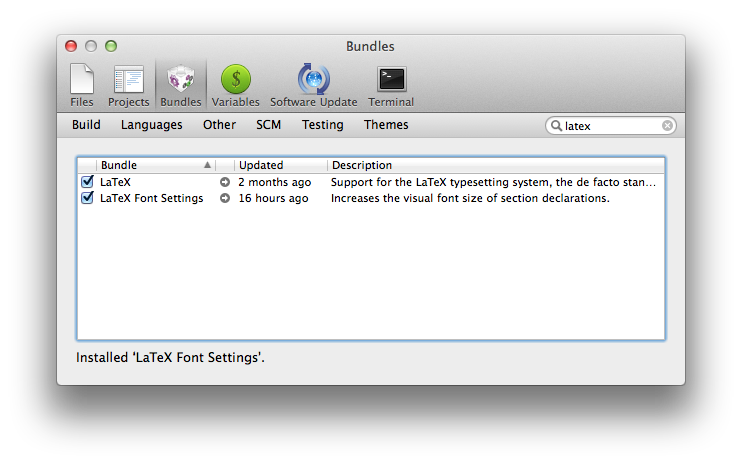 Bundles
Files Projects Bundles Variables Software Update Terminal
Build Languages Other SCM Testing Themes latex
Bundle Updated Description
LaTeX 2 months ago Support for the LaTeX typesetting system, the de facto stan…
LaTeX Font Settings 16 hours ago Increases the visual font size of section declarations.
Installed ‘LaTeX Font Settings’.